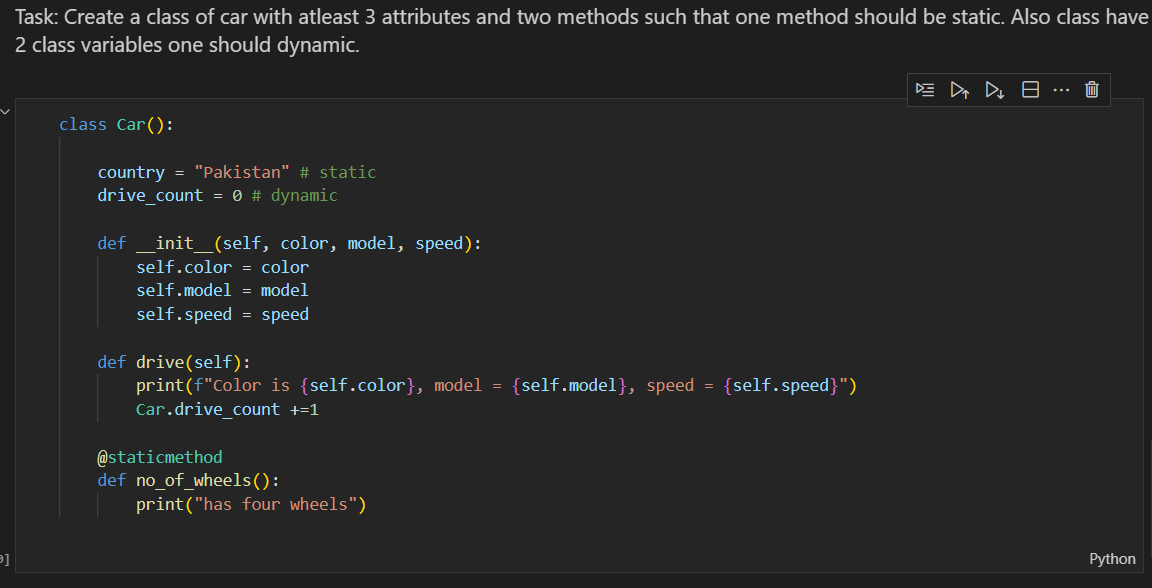 Task: Create a class of car with atleast 3 attributes and two methods such that one method should be static. Also class have
2 class variables one should dynamic.
class Car():
country = "Pakistan" # static
drive_count = 0 # dynamic
def __init__(self, color, model, speed):
self.color = color
self.model = model
self.speed = speed
def drive(self):
print(f"Color is {self.color}, model = {self.model}, speed = {self.speed}")
Car.drive_count +=1
@staticmethod
def no_of_wheels():
print("has four wheels")
]
Python